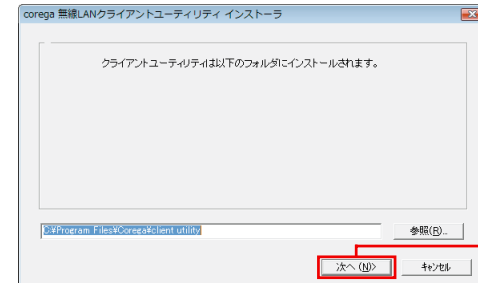 corega 無線LANクライアントユーティリティ インストーラ
クライアントユーティリティは以下のフォルダにインストールされます。
C:¥Program Files¥Corega¥client utility
参照(R)...
次へ(N)>
キャンセル